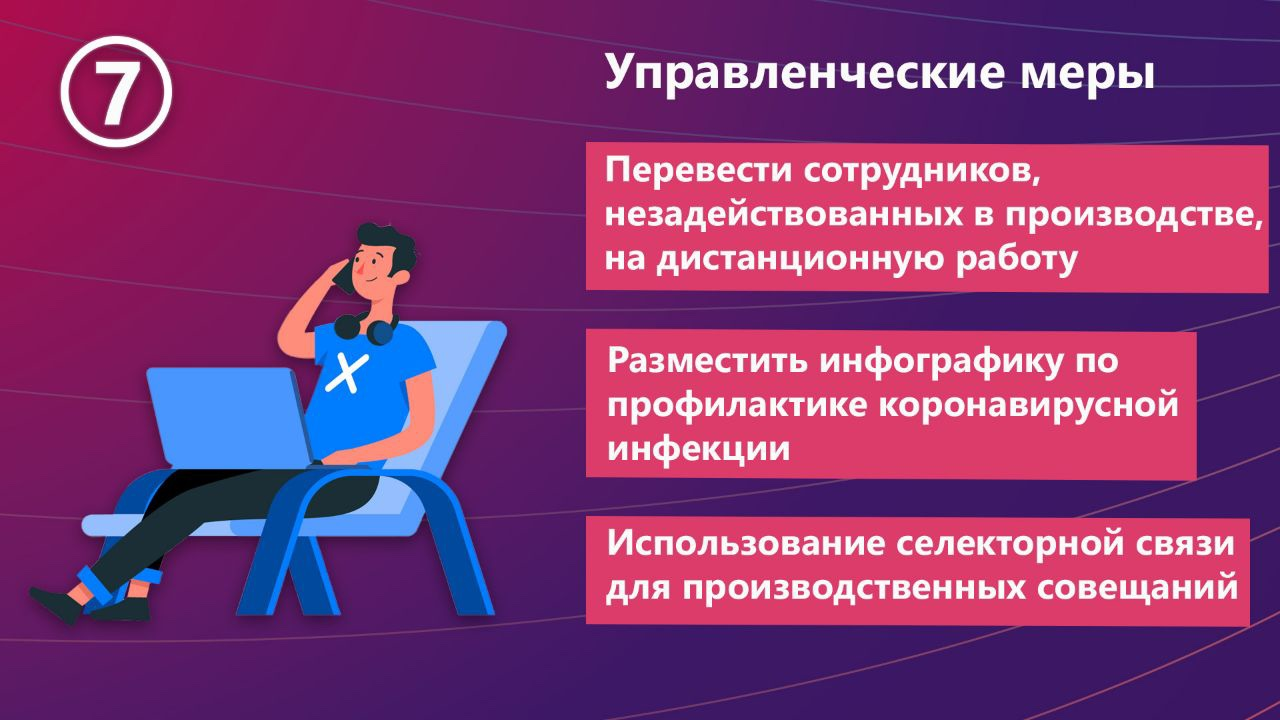 7
Управленческие меры
Перевести сотрудников,
незадействованных в производстве,
на дистанционную работу
Разместить инфографику по
профилактике коронавирусной
инфекции
Использование селекторной связи
для производственных совещаний